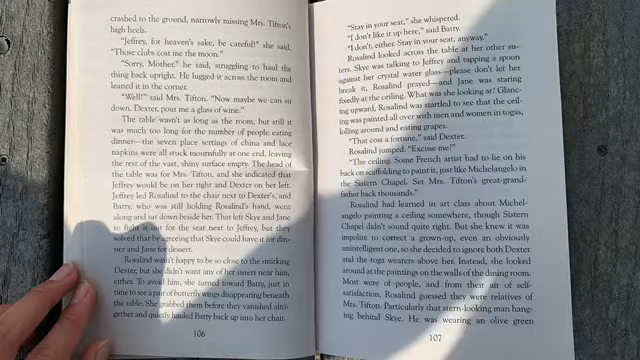 crashed to the ground, narrowly missing Mrs. Tifton's
high heels.
"Jeffrey, for heaven's sake, be careful!" she said.
"Those clubs cost me the moon."
"Sorry, Mother," he said, struggling to haul the
thing back upright. He lugged it across the room and
leaned it in the corner.
"Well!" said Mrs. Tifton. "Now maybe we can sit
down. Dexter, pour me a glass of wine."
The table wasn't as long as the room, but still it
was much too long for the number of people eating
dinner—the seven place settings of china and lace
napkins were all stuck mournfully at one end, leaving
the rest of the vast, shiny surface empty. The head of
the table was for Mrs. Tifton, and she indicated that
Jeffrey would be on her right and Dexter on her left.
Jeffrey led Rosalind to the chair next to Dexter's, and
Batty, who was still holding Rosalind's hand, went
along and sat down beside her. That left Skye and Jane
to fight it out for the seat next to Jeffrey, but they
solved that by agreeing that Skye could have it for din-
ner and Jane for dessert.
Rosalind wasn't happy to be so close to the smirking
Dexter, but she didn't want any of her sisters near him,
either. To avoid him, she turned toward Batty, just in
time to see a pair of butterfly wings disappearing beneath
the table. She grabbed them before they vanished alto-
gether and quietly hauled Batty back up into her chair.
106
"Stay in your seat," she whispered.
"I don't like it up here," said Batty.
"I don't, either. Stay in your seat, anyway."
Rosalind looked across the table at her other sis-
ters. Skye was talking to Jeffrey and tapping a spoon
against her crystal water glass—please don't let her
break it, Rosalind prayed—and Jane was staring
fixedly at the ceiling. What was she looking at? Glanc-
ing upward, Rosalind was startled to see that the ceil-
ing was painted all over with men and women in togas,
lolling around and eating grapes.
"That cost a fortune," said Dexter.
Rosalind jumped. "Excuse me?"
"The ceiling. Some French artist had to lie on his
back on scaffolding to paint it, just like Michelangelo in
the Sistern Chapel. Set Mrs. Tifton's great-grand-
father back thousands."
Rosalind had learned in art class about Michel-
angelo painting a ceiling somewhere, though Sistern
Chapel didn't sound quite right. But she knew it was
impolite to correct a grown-up, even an obviously
unintelligent one, so she decided to ignore both Dexter
and the toga wearers above her. Instead, she looked
around at the paintings on the walls of the dining room.
Most were of people, and from their air of self-
satisfaction, Rosalind guessed they were relatives of
Mrs. Tifton. Particularly that stern-looking man hang-
ing behind Skye. He was wearing an olive green
107